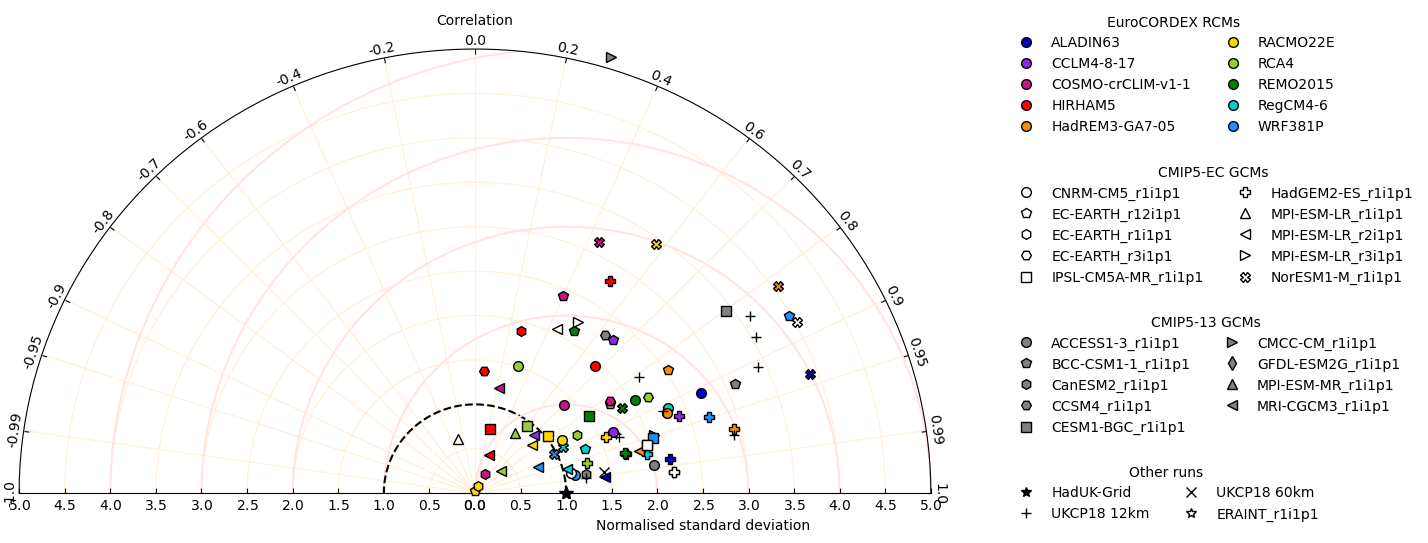 Correlation
0.0
-0.2
0.2
-0.4
0.4
-0.6
0.6
-0.7
0.7
-0.8
0.8
-0.9
0.9
-0.95
0.95
-0.99
0.99
-1.0
1.0
5.0 4.5 4.0 3.5 3.0 2.5 2.0 1.5 1.0 0.5 0.0 0.5 1.0 1.5 2.0 2.5 3.0 3.5 4.0 4.5 5.0
Normalised standard deviation
EuroCORDEX RCMs
ALADIN63 RACMO22E
CCLM4-8-17 RCA4
COSMO-crCLIM-v1-1 REMO2015
HIRHAM5 RegCM4-6
HadREM3-GA7-05 WRF381P
CMIP5-EC GCMs
CNRM-CM5_r1i1p1 HadGEM2-ES_r1i1p1
EC-EARTH_r12i1p1 MPI-ESM-LR_r1i1p1
EC-EARTH_r1i1p1 MPI-ESM-LR_r2i1p1
EC-EARTH_r3i1p1 MPI-ESM-LR_r3i1p1
IPSL-CM5A-MR_r1i1p1 NorESM1-M_r1i1p1
CMIP5-13 GCMs
ACCESS1-3_r1i1p1 CMCC-CM_r1i1p1
BCC-CSM1-1_r1i1p1 GFDL-ESM2G_r1i1p1
CanESM2_r1i1p1 MPI-ESM-MR_r1i1p1
CCSM4_r1i1p1 MRI-CGCM3_r1i1p1
CESM1-BGC_r1i1p1
Other runs
HadUK-Grid UKCP18 60km
UKCP18 12km ERAINT_r1i1p1